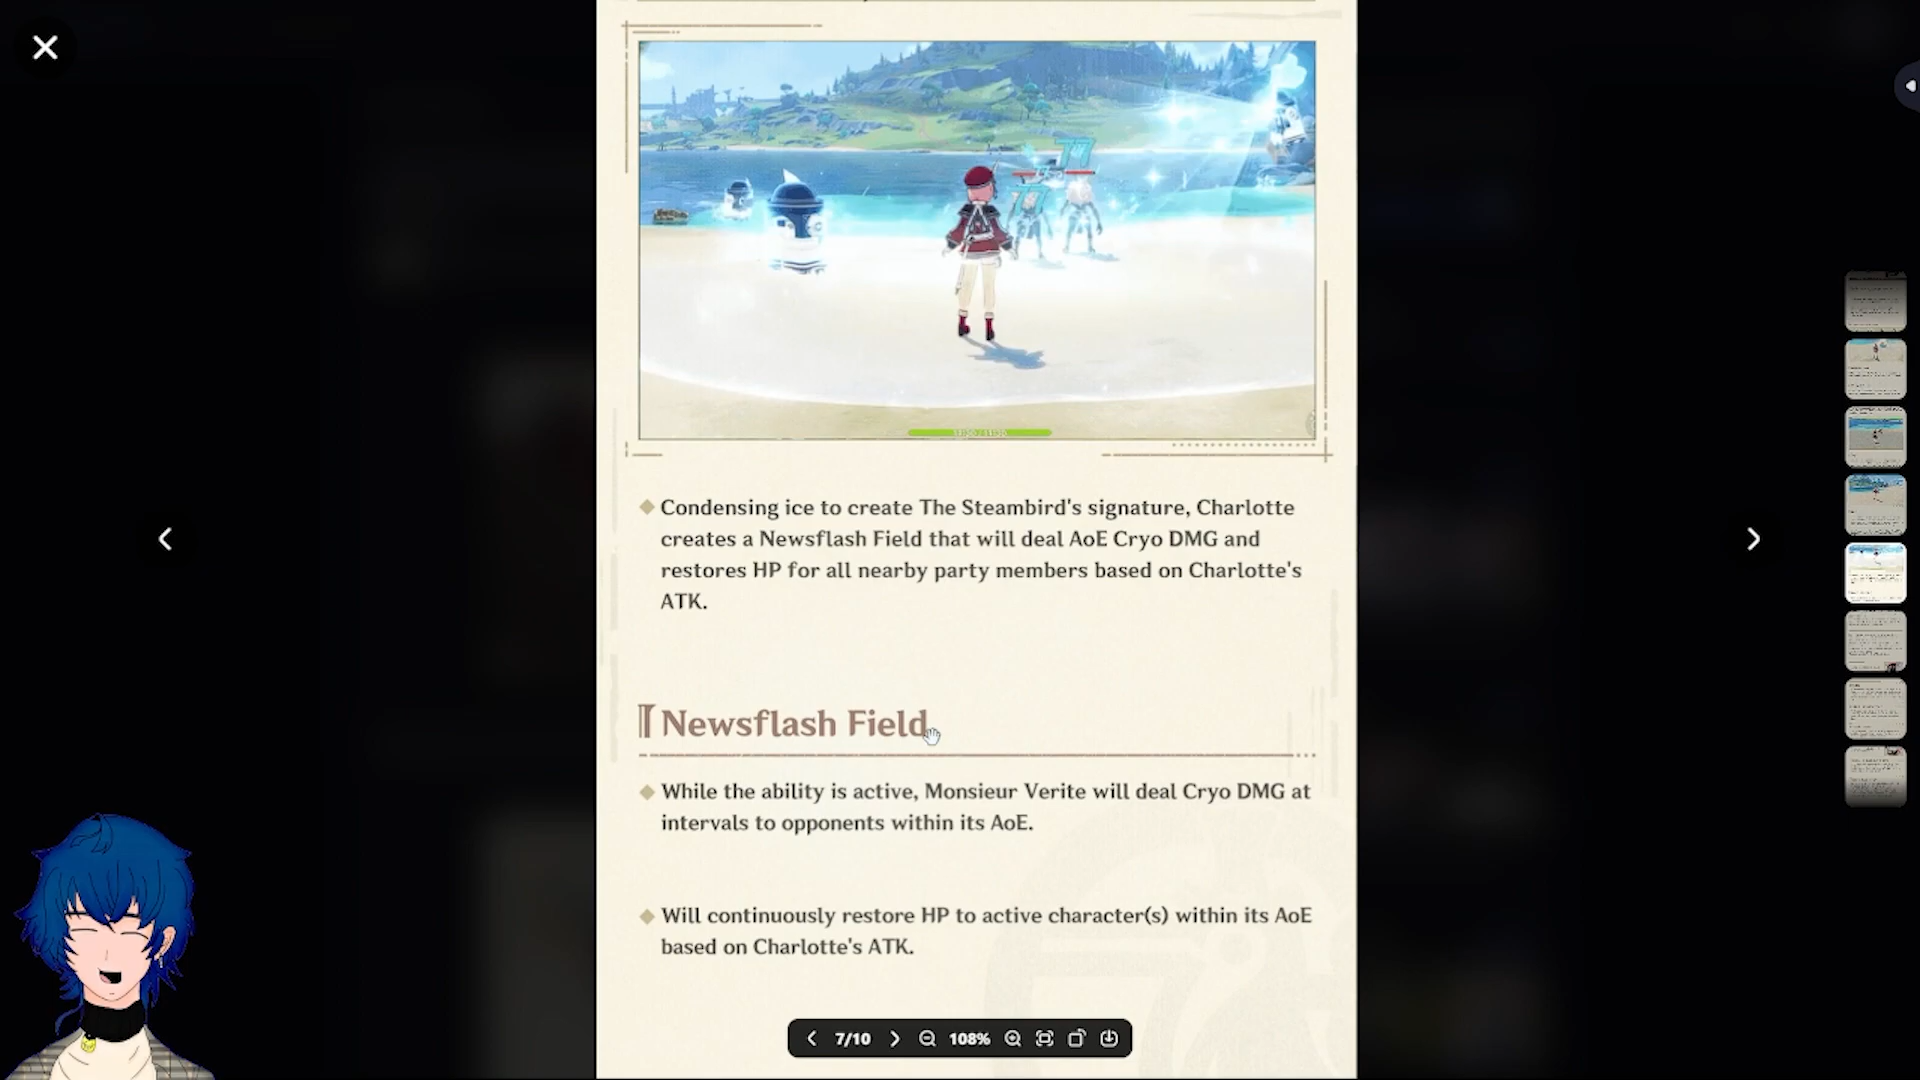 77
77
Condensing ice to create The Steambird's signature, Charlotte
creates a Newsflash Field that will deal AoE Cryo DMG and
restores HP for all nearby party members based on Charlotte's
ATK.
Newsflash Field
While the ability is active, Monsieur Verite will deal Cryo DMG at
intervals to opponents within its AoE.
Will continuously restore HP to active character(s) within its AoE
based on Charlotte's ATK.
7/10 108%